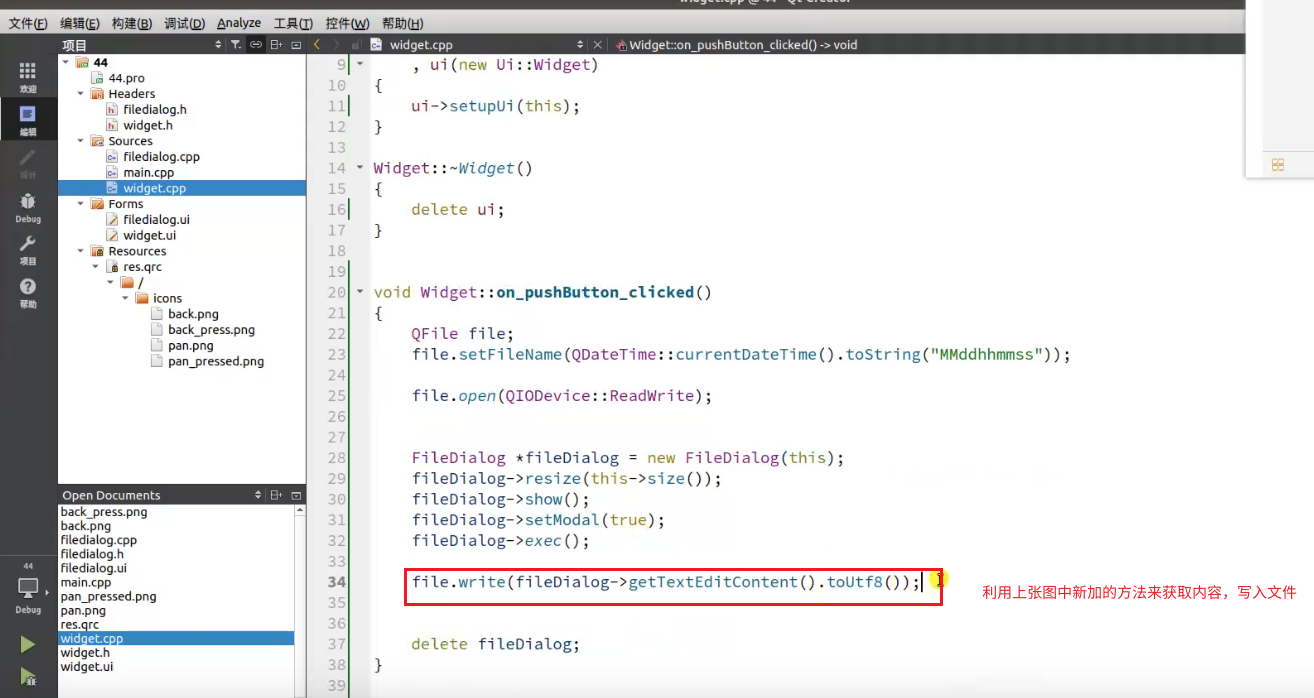 文件(F) 编辑(E) 构建(B) 调试(D) Analyze 工具(T) 控件(W) 帮助(H)
项目
widget.cpp
Widget::on_pushButton_clicked() -> void
欢迎
编辑
设计
Debug
项目
帮助
44
Debug
44
44.pro
Headers
filedialog.h
widget.h
Sources
filedialog.cpp
main.cpp
widget.cpp
Forms
filedialog.ui
widget.ui
Resources
res.qrc
/
icons
back.png
back_press.png
pan.png
pan_pressed.png
Open Documents
back_press.png
back.png
filedialog.cpp
filedialog.h
filedialog.ui
main.cpp
pan_pressed.png
pan.png
res.qrc
widget.cpp
widget.h
widget.ui
9 , ui(new Ui::Widget)
10 {
11 ui->setupUi(this);
12 }
13
14 Widget::~Widget()
15 {
16 delete ui;
17 }
18
19
20 void Widget::on_pushButton_clicked()
21 {
22 QFile file;
23 file.setFileName(QDateTime::currentDateTime().toString("MMddhhmmss"));
24
25 file.open(QIODevice::ReadWrite);
26
27
28 FileDialog *fileDialog = new FileDialog(this);
29 fileDialog->resize(this->size());
30 fileDialog->show();
31 fileDialog->setModal(true);
32 fileDialog->exec();
33
34 file.write(fileDialog->getTextEditContent().toUtf8());
利用上张图中新加的方法来获取内容，写入文件
35
36
37 delete fileDialog;
38 }
39